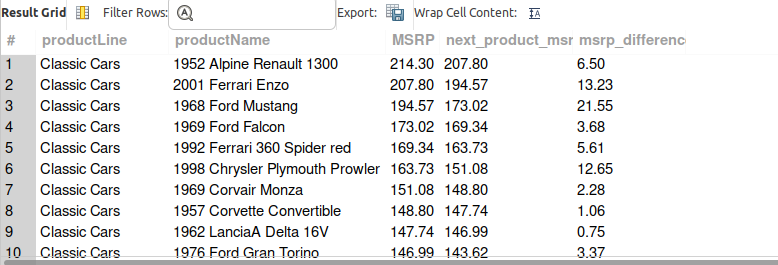 Result Grid Filter Rows: Export: Wrap Cell Content: IA
# productLine productName MSRP next_product_msr msrp_difference
1 Classic Cars 1952 Alpine Renault 1300 214.30 207.80 6.50
2 Classic Cars 2001 Ferrari Enzo 207.80 194.57 13.23
3 Classic Cars 1968 Ford Mustang 194.57 173.02 21.55
4 Classic Cars 1969 Ford Falcon 173.02 169.34 3.68
5 Classic Cars 1992 Ferrari 360 Spider red 169.34 163.73 5.61
6 Classic Cars 1998 Chrysler Plymouth Prowler 163.73 151.08 12.65
7 Classic Cars 1969 Corvair Monza 151.08 148.80 2.28
8 Classic Cars 1957 Corvette Convertible 148.80 147.74 1.06
9 Classic Cars 1962 LanciaA Delta 16V 147.74 146.99 0.75
10 Classic Cars 1976 Ford Gran Torino 146.99 143.62 3.37